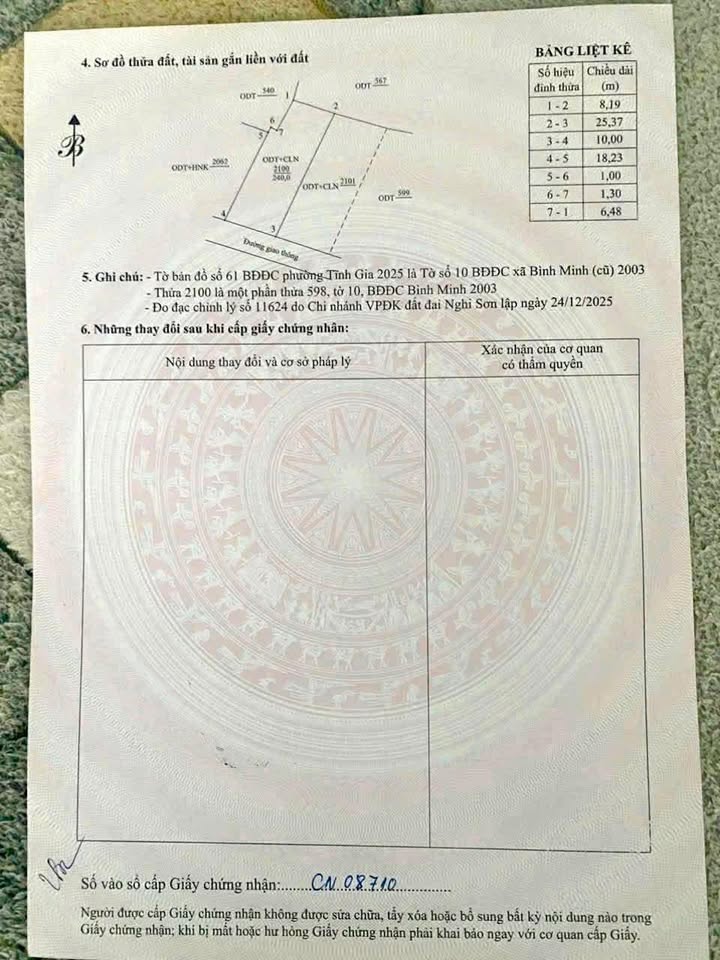 4. Sơ đồ thửa đất, tài sản gắn liền với đất
BẢNG LIỆT KÊ
Số hiệu đỉnh thửa Chiều dài (m)
1 - 2 8,19
2 - 3 25,37
3 - 4 10,00
4 - 5 18,23
5 - 6 1,00
6 - 7 1,30
7 - 1 6,48
ODT 567
ODT 540
1
2
6
7
5
B
ODT+HNK 2062
ODT+CLN
2100
240,0
ODT+CLN 2101
ODT 599
4
3
Đường giao thông
5. Ghi chú: - Tờ bản đồ số 61 BĐĐC phường Tĩnh Gia 2025 là Tờ số 10 BĐĐC xã Bình Minh (cũ) 2003
- Thửa 2100 là một phần thửa 598, tờ 10, BĐĐC Bình Minh 2003
- Đo đạc chỉnh lý số 11624 do Chi nhánh VPĐK đất đai Nghi Sơn lập ngày 24/12/2025
6. Những thay đổi sau khi cấp giấy chứng nhận:
Nội dung thay đổi và cơ sở pháp lý
Xác nhận của cơ quan
có thẩm quyền
Số vào sổ cấp Giấy chứng nhận:.......CN 08710..............
Người được cấp Giấy chứng nhận không được sửa chữa, tẩy xóa hoặc bổ sung bất kỳ nội dung nào trong
Giấy chứng nhận; khi bị mất hoặc hư hỏng Giấy chứng nhận phải khai báo ngay với cơ quan cấp Giấy.